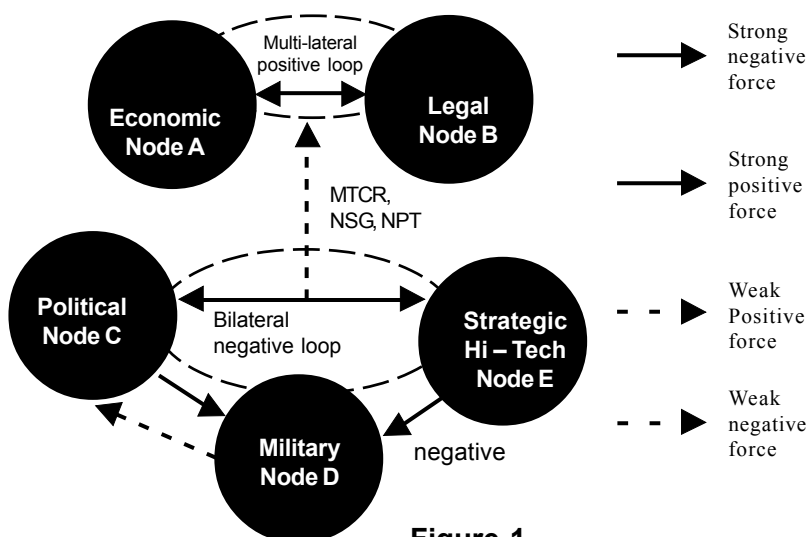 Multi-lateral
positive loop
Economic
Node A
Legal
Node B
MTCR,
NSG, NPT
Political
Node C
Bilateral
negative loop
Strategic
Hi – Tech
Node E
Military
Node D
negative
Strong
negative
force
Strong
positive
force
Weak
Positive
force
Weak
negative
force
Figure 1